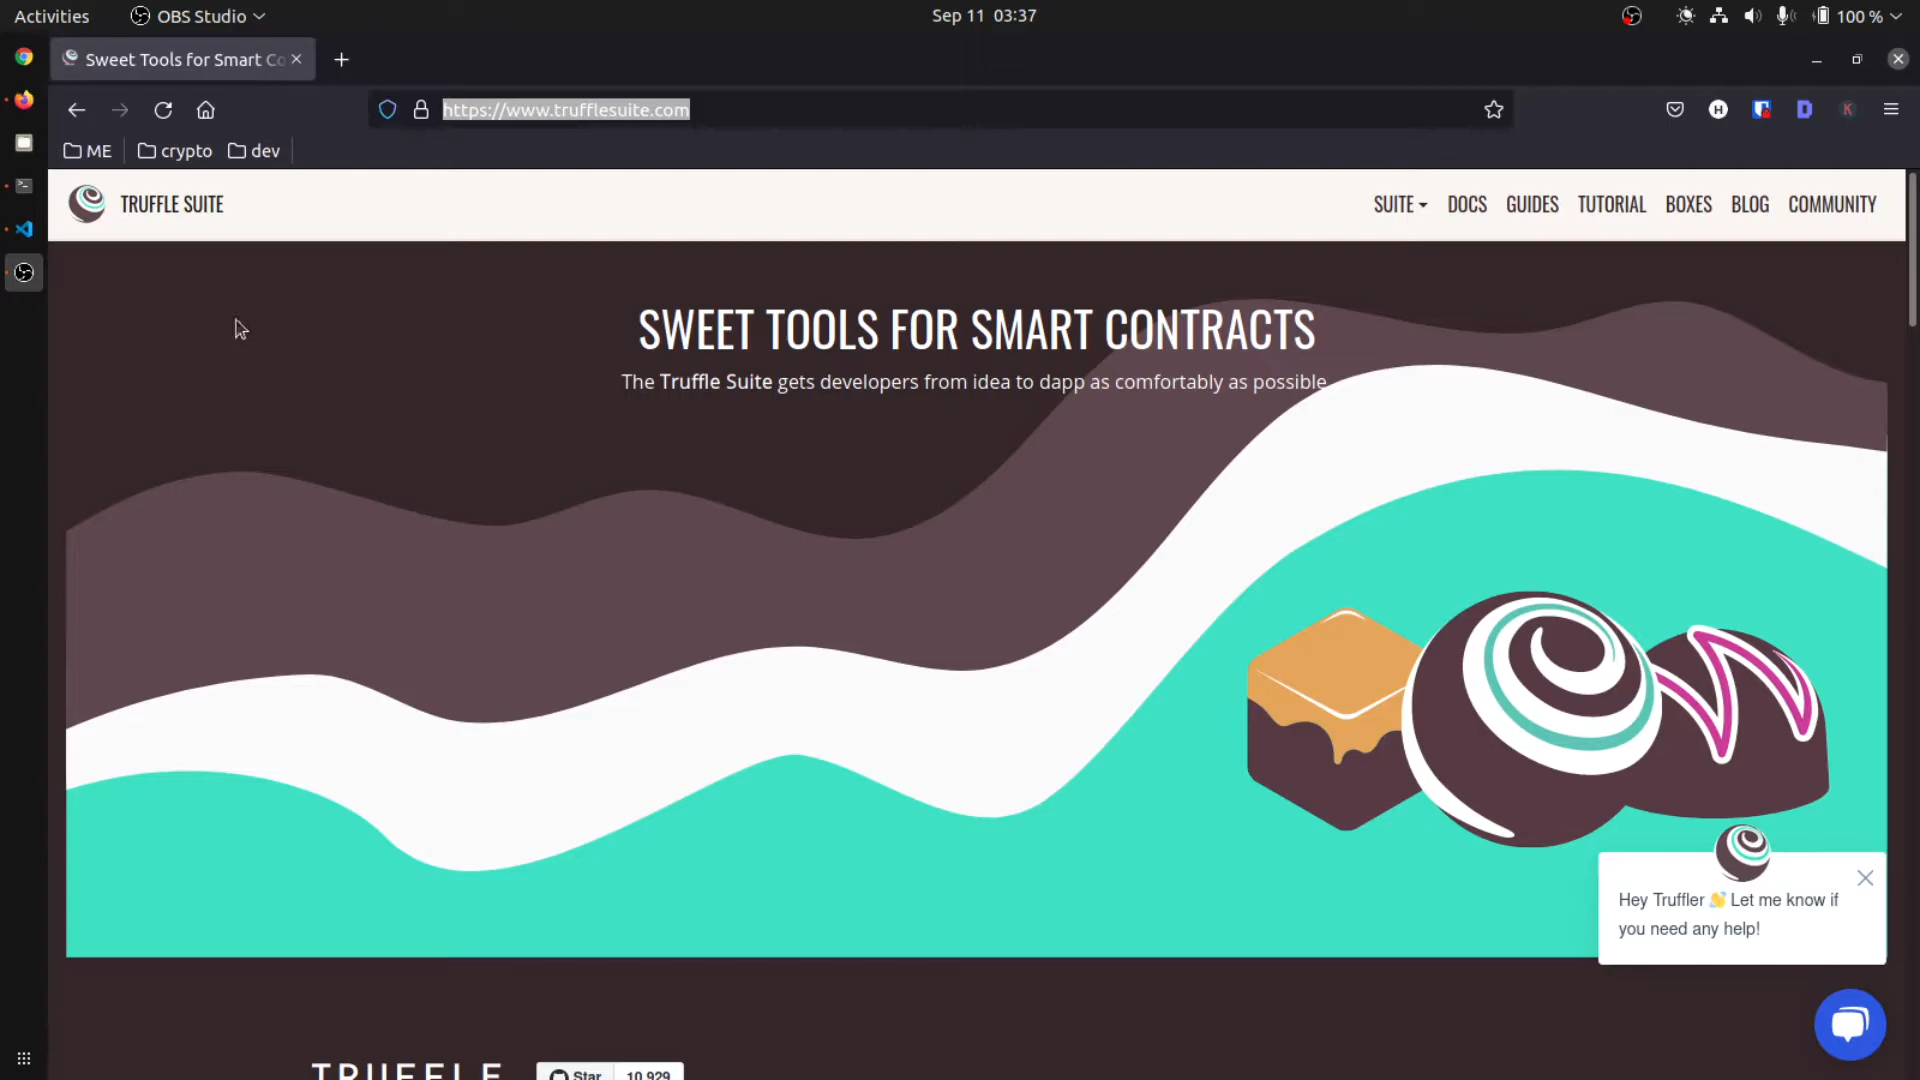 Activities
OBS Studio
Sep 11 03:37
100 %
Sweet Tools for Smart Co
https://www.trufflesuite.com
ME
crypto
dev
TRUFFLE SUITE
SUITE
DOCS
GUIDES
TUTORIAL
BOXES
BLOG
COMMUNITY
SWEET TOOLS FOR SMART CONTRACTS
The Truffle Suite gets developers from idea to dapp as comfortably as possible.
Hey Truffler 👋 Let me know if
you need any help!
TRUFFLE
Star
10,929